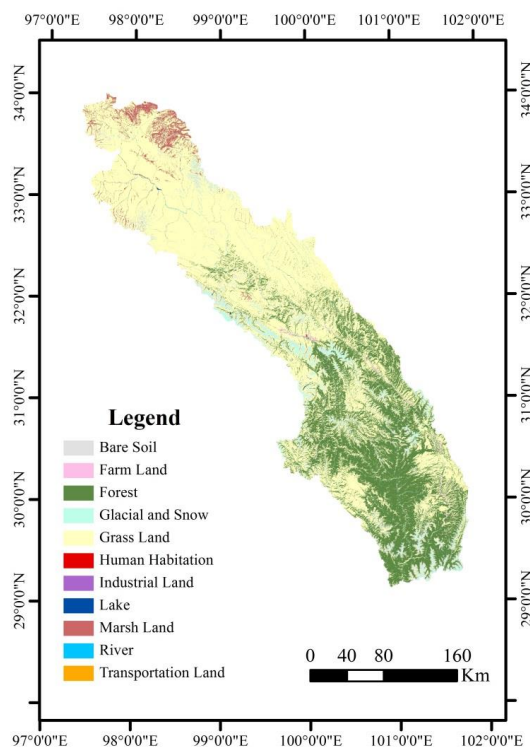 97°0'0"E 98°0'0"E 99°0'0"E 100°0'0"E 101°0'0"E 102°0'0"E
34°0'0"N 34°0'0"N
33°0'0"N 33°0'0"N
32°0'0"N 32°0'0"N
31°0'0"N 31°0'0"N
30°0'0"N 30°0'0"N
29°0'0"N 29°0'0"N
Legend
Bare Soil
Farm Land
Forest
Glacial and Snow
Grass Land
Human Habitation
Industrial Land
Lake
Marsh Land
River
Transportation Land
0 40 80 160
Km
97°0'0"E 98°0'0"E 99°0'0"E 100°0'0"E 101°0'0"E 102°0'0"E